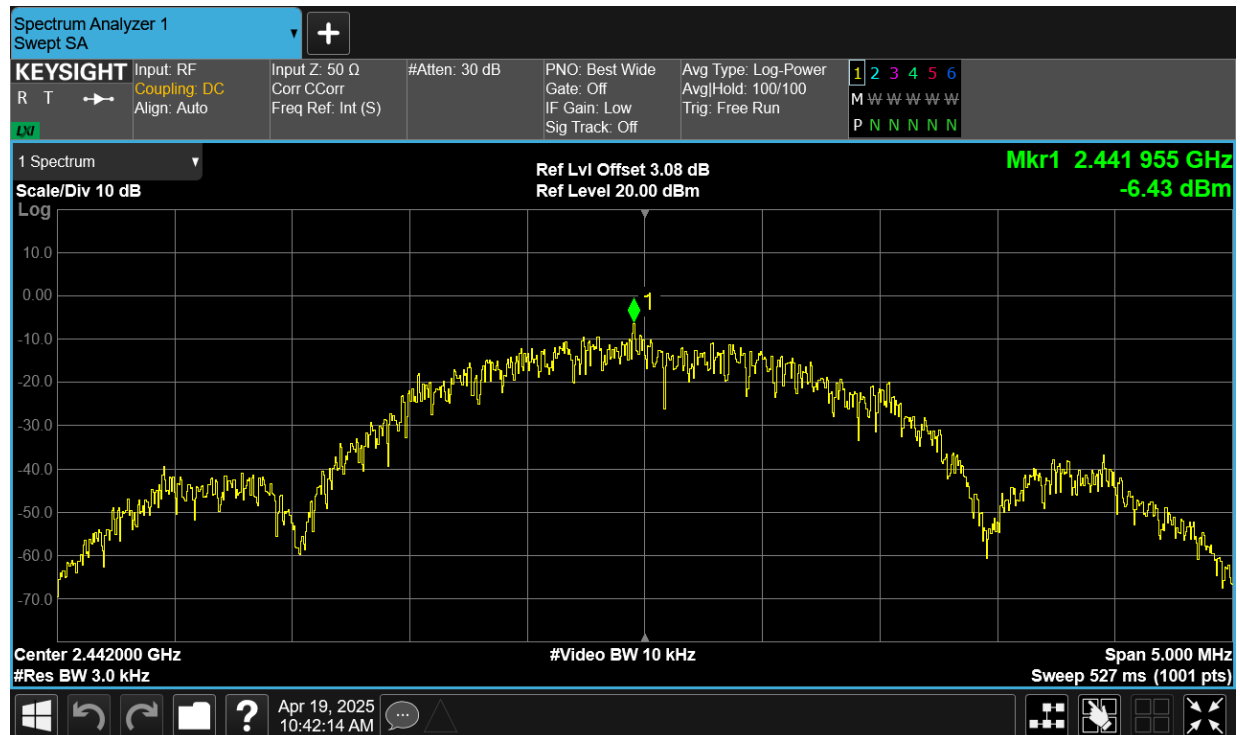 Spectrum Analyzer 1
Swept SA
+
KEYSIGHT
R T
LXI
Input: RF
Coupling: DC
Align: Auto
Input Z: 50 Ω
Corr CCorr
Freq Ref: Int (S)
#Atten: 30 dB
PNO: Best Wide
Gate: Off
IF Gain: Low
Sig Track: Off
Avg Type: Log-Power
Avg|Hold: 100/100
Trig: Free Run
1 2 3 4 5 6
M W W W W W
P N N N N N
1 Spectrum
Scale/Div 10 dB
Ref Lvl Offset 3.08 dB
Ref Level 20.00 dBm
Mkr1 2.441 955 GHz
-6.43 dBm
Log
10.0
0.00
-10.0
-20.0
-30.0
-40.0
-50.0
-60.0
-70.0
1
Center 2.442000 GHz
#Res BW 3.0 kHz
#Video BW 10 kHz
Span 5.000 MHz
Sweep 527 ms (1001 pts)
?
Apr 19, 2025
10:42:14 AM